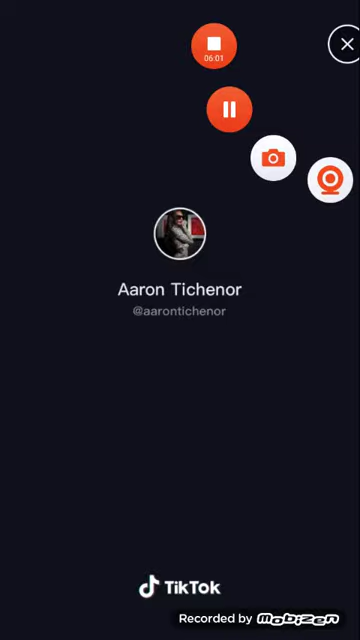 06:01
Aaron Tichenor
@aarontichenor
TikTok
Recorded by mobizen